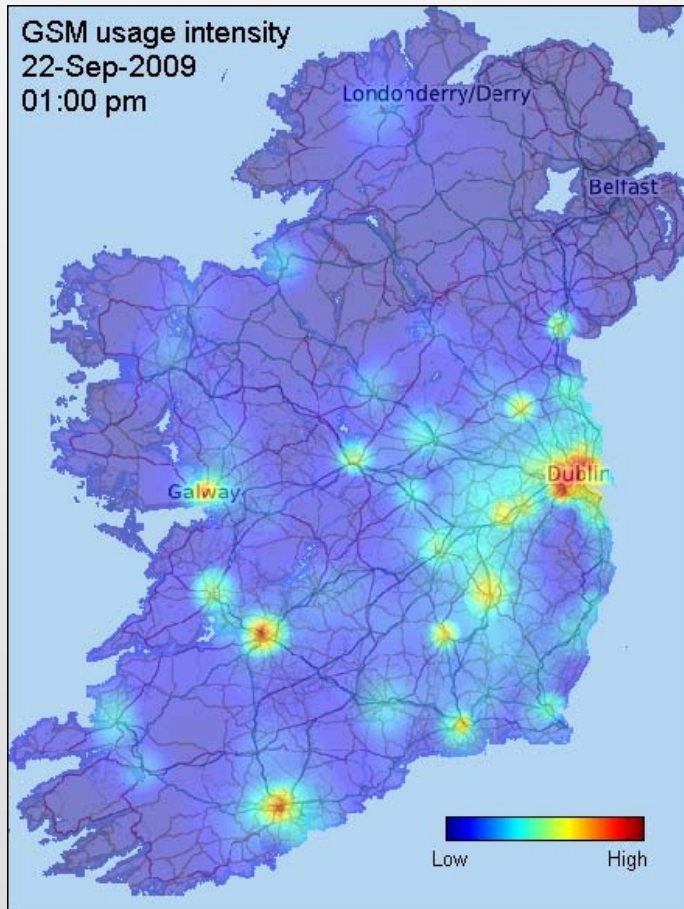 GSM usage intensity
22-Sep-2009
01:00 pm
Londonderry/Derry
Belfast
Dublin
Galway
Low High